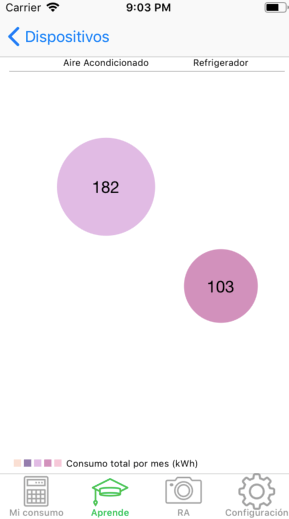 Carrier 9:03 PM
Dispositivos
Aire Acondicionado Refrigerador
182
103
Consumo total por mes (kWh)
Mi consumo Aprende RA Configuración